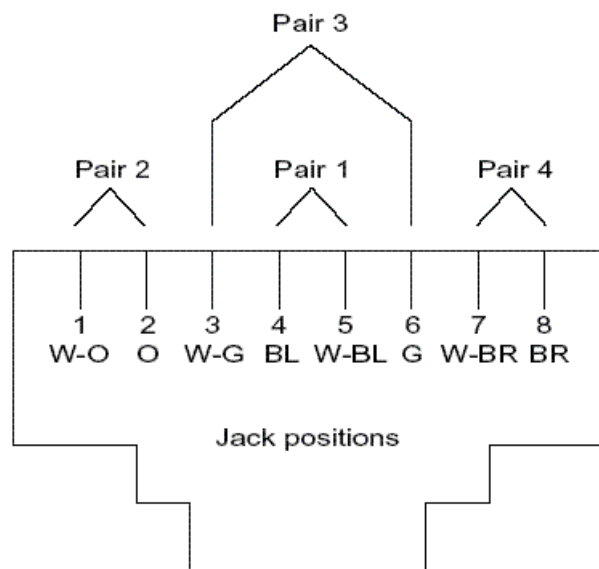 Pair 3
Pair 2 Pair 1 Pair 4
1 2 3 4 5 6 7 8
W-O O W-G BL W-BL G W-BR BR
Jack positions